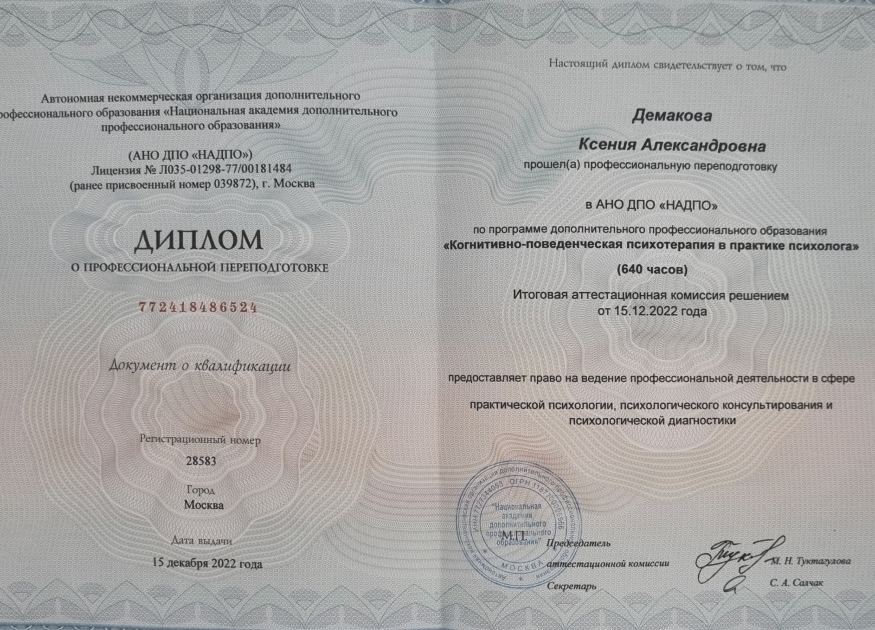 Автономная некоммерческая организация дополнительного
рофессионального образования «Национальная академия дополнительного
профессионального образования»
(АНО ДПО «НАДПО»)
Лицензия № Л035-01298-77/00181484
(ранее присвоенный номер 039872), г. Москва
ДИПЛОМ
О ПРОФЕССИОНАЛЬНОЙ ПЕРЕПОДГОТОВКЕ
772418486524
Документ о квалификации
Регистрационный номер
28583
Город
Москва
Дата выдачи
15 декабря 2022 года
Настоящий диплом свидетельствует о том, что
Демакова
Ксения Александровна
прошел(а) профессиональную переподготовку
в АНО ДПО «НАДПО»
по программе дополнительного профессионального образования
«Когнитивно-поведенческая психотерапия в практике психолога»
(640 часов)
Итоговая аттестационная комиссия решением
от 15.12.2022 года
предоставляет право на ведение профессиональной деятельности в сфере
практической психологии, психологического консультирования и
психологической диагностики
"Национальная
академия
дополнительного
профессионального
образования"
МОСКВА
М.П.
Председатель
аттестационной комиссии
М. Н. Туктагулова
Секретарь
С. А. Салчак